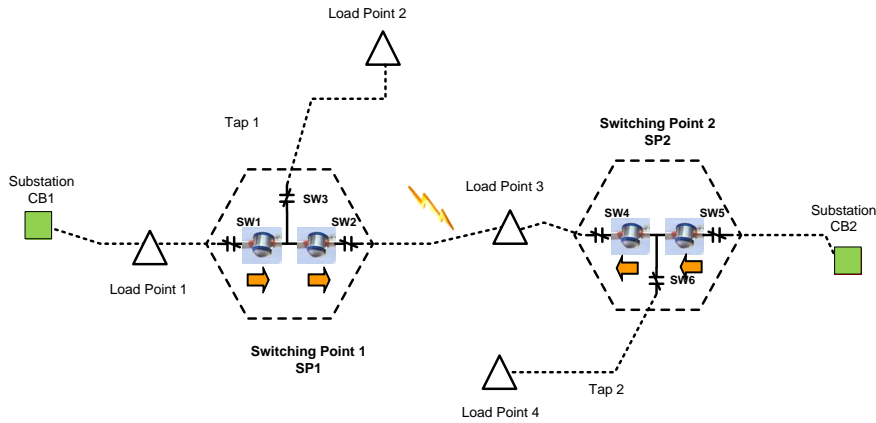 Load Point 2
Tap 1
Switching Point 2
SP2
Substation
CB1
SW3
Load Point 3
SW1
SW2
SW4
SW5
Substation
CB2
SW6
Load Point 1
Switching Point 1
SP1
Tap 2
Load Point 4